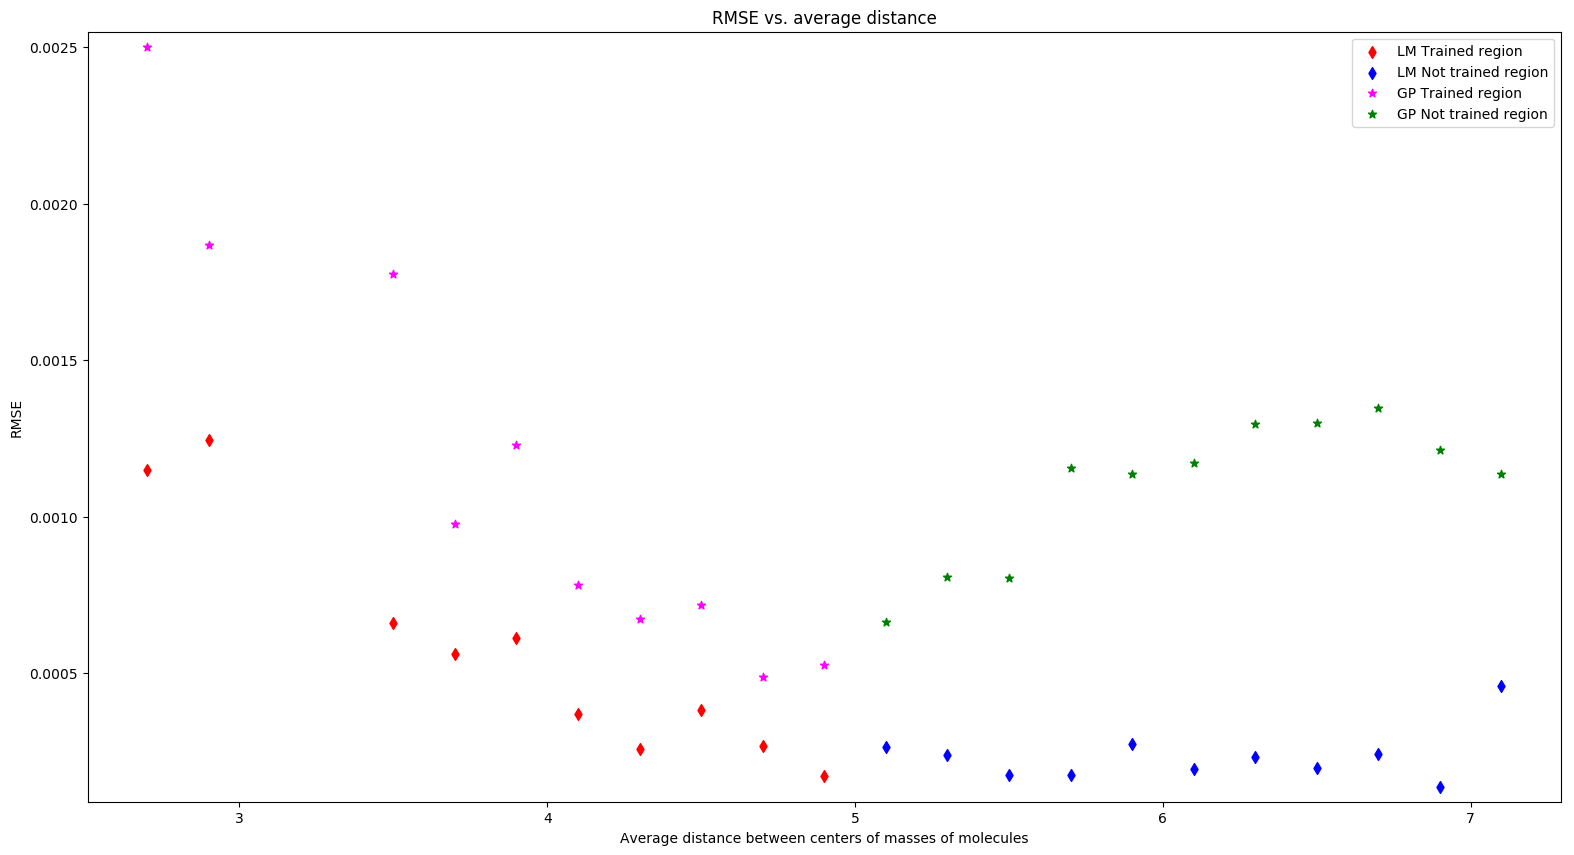 RMSE vs. average distance
LM Trained region
LM Not trained region
GP Trained region
GP Not trained region
RMSE
0.0025
0.0020
0.0015
0.0010
0.0005
3 4 5 6 7
Average distance between centers of masses of molecules